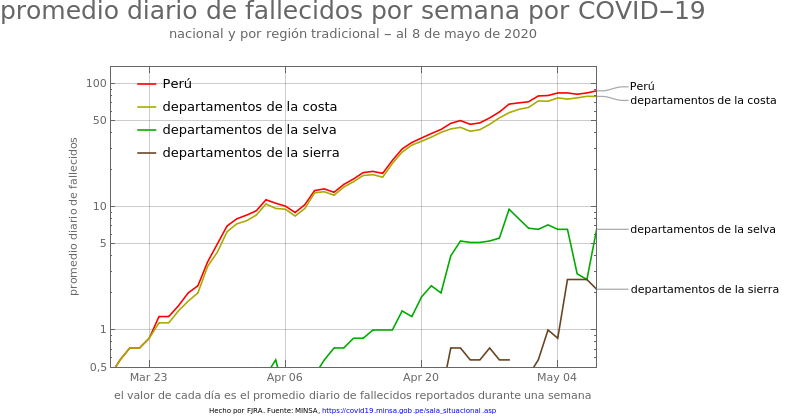 promedio diario de fallecidos por semana por COVID−19
nacional y por región tradicional − al 8 de mayo de 2020
promedio diario de fallecidos
100
50
10
5
1
0,5
Perú
departamentos de la costa
departamentos de la selva
departamentos de la sierra
Perú
departamentos de la costa
departamentos de la selva
departamentos de la sierra
Mar 23
Apr 06
Apr 20
May 04
el valor de cada día es el promedio diario de fallecidos reportados durante una semana
Hecho por FJRA. Fuente: MINSA, https://covid19.minsa.gob.pe/sala_situacional.asp